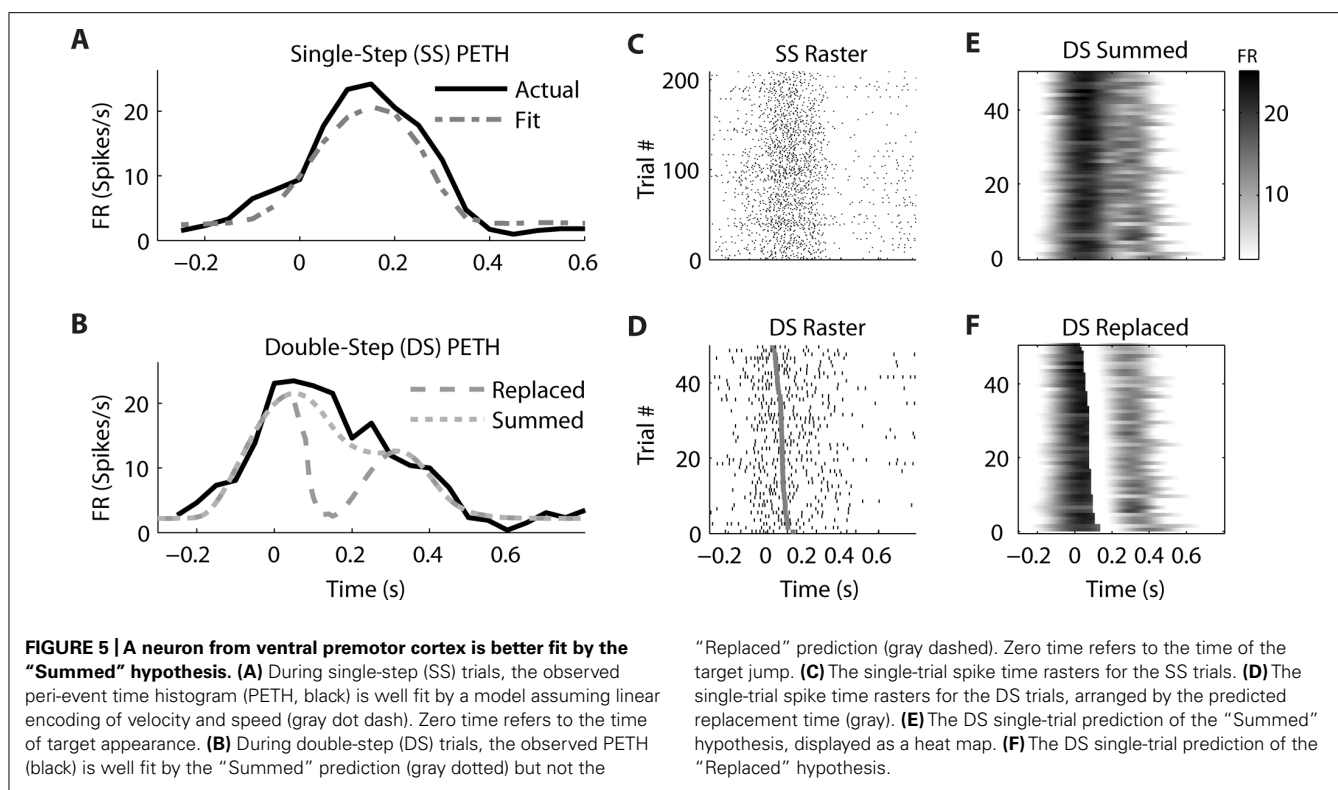 A
Single-Step (SS) PETH
Actual
Fit
FR (Spikes/s)
20
10
0
−0.2 0 0.2 0.4 0.6
B
Double-Step (DS) PETH
Replaced
Summed
FR (Spikes/s)
20
10
0
−0.2 0 0.2 0.4 0.6
Time (s)
C
SS Raster
Trial #
200
100
0
D
DS Raster
Trial #
40
20
0
−0.2 0 0.2 0.4 0.6
Time (s)
E
DS Summed
40
20
0
FR
20
10
F
DS Replaced
40
20
0
−0.2 0 0.2 0.4 0.6
Time (s)
FIGURE 5 | A neuron from ventral premotor cortex is better fit by the
“Summed” hypothesis. (A) During single-step (SS) trials, the observed
peri-event time histogram (PETH, black) is well fit by a model assuming linear
encoding of velocity and speed (gray dot dash). Zero time refers to the time
of target appearance. (B) During double-step (DS) trials, the observed PETH
(black) is well fit by the “Summed” prediction (gray dotted) but not the
“Replaced” prediction (gray dashed). Zero time refers to the time of the
target jump. (C) The single-trial spike time rasters for the SS trials. (D) The
single-trial spike time rasters for the DS trials, arranged by the predicted
replacement time (gray). (E) The DS single-trial prediction of the “Summed”
hypothesis, displayed as a heat map. (F) The DS single-trial prediction of the
“Replaced” hypothesis.